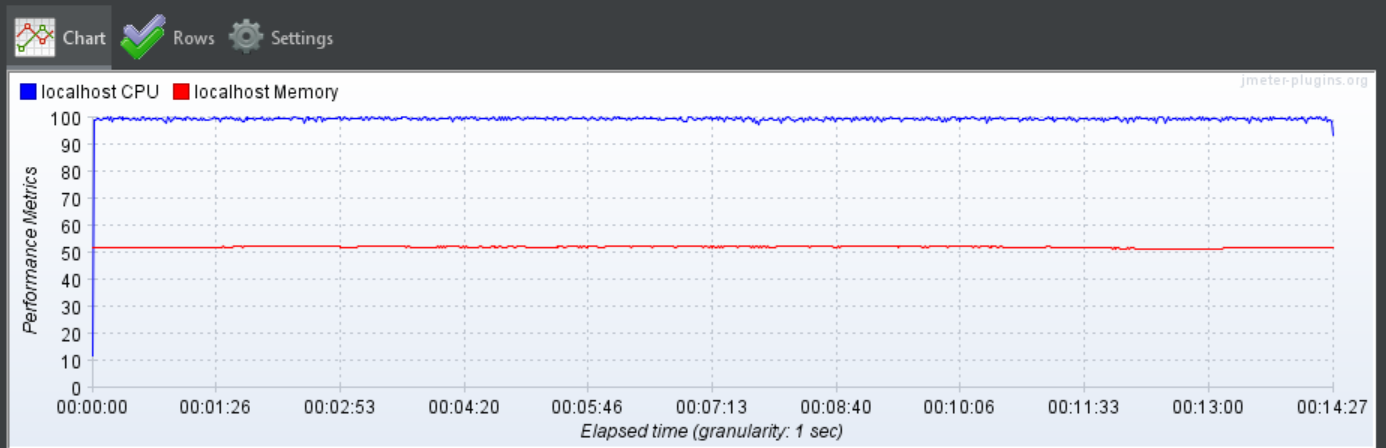 Chart Rows Settings
jmeter-plugins.org
localhost CPU localhost Memory
Performance Metrics
100
90
80
70
60
50
40
30
20
10
0
00:00:00 00:01:26 00:02:53 00:04:20 00:05:46 00:07:13 00:08:40 00:10:06 00:11:33 00:13:00 00:14:27
Elapsed time (granularity: 1 sec)